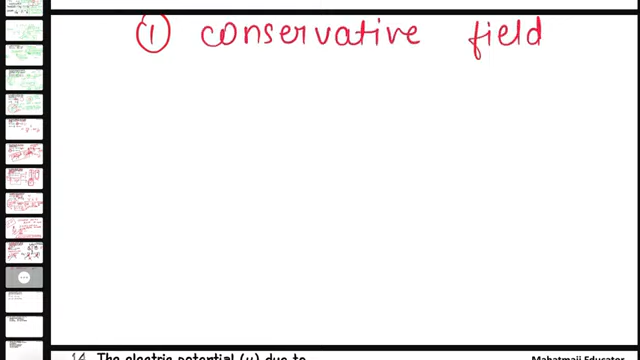 ① conservative field
14. The electric potential (v) due to
Mahatmaji Educator